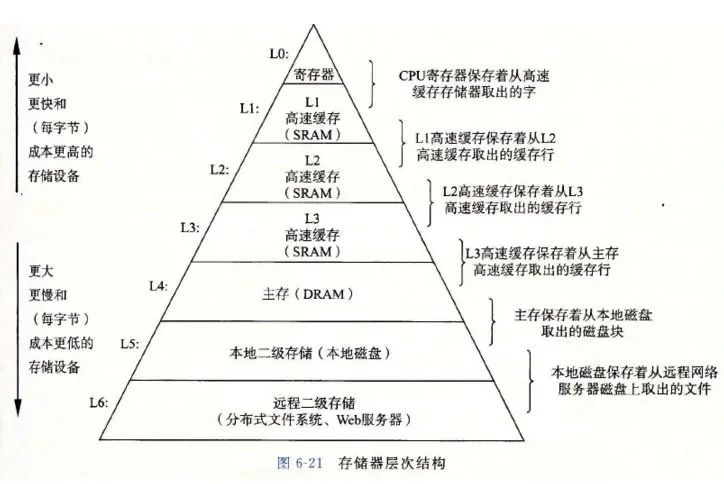 更小
更快和
（每字节）
成本更高的
存储设备
更大
更慢和
（每字节）
成本更低的
存储设备
L0:
寄存器
L1:
L1
高速缓存
（SRAM）
L2:
L2
高速缓存
（SRAM）
L3:
L3
高速缓存
（SRAM）
L4:
主存（DRAM）
L5:
本地二级存储（本地磁盘）
L6:
远程二级存储
（分布式文件系统、Web服务器）
CPU寄存器保存着从高速
缓存存储器取出的字
L1高速缓存保存着从L2
高速缓存取出的缓存行
L2高速缓存保存着从L3
高速缓存取出的缓存行
L3高速缓存保存着从主存
高速缓存取出的缓存行
主存保存着从本地磁盘
取出的磁盘块
本地磁盘保存着从远程网络
服务器磁盘上取出的文件
图 6-21 存储器层次结构